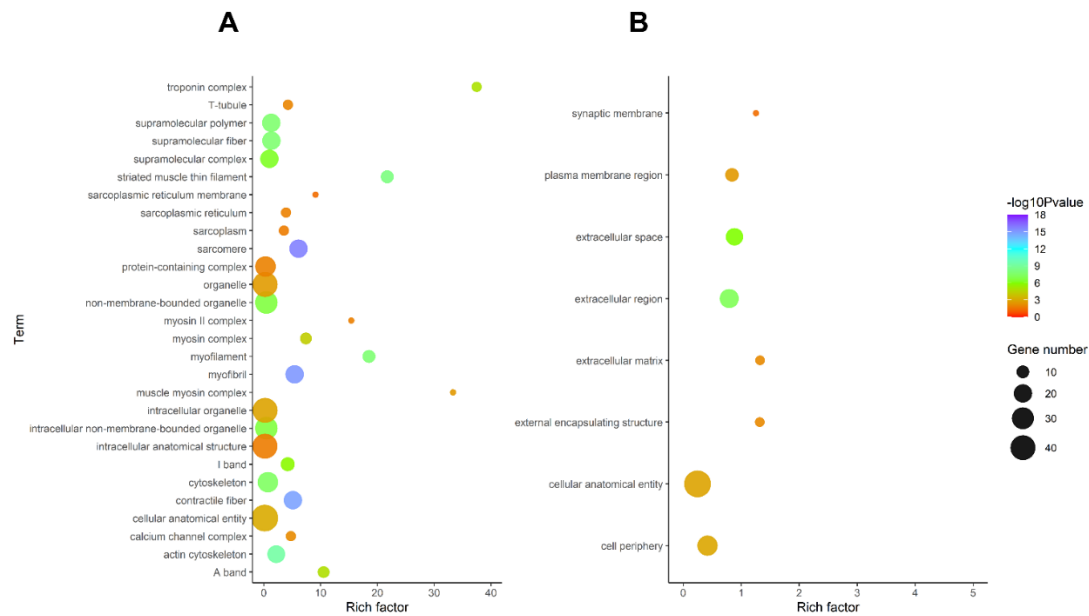 A
B
troponin complex
T-tubule
supramolecular polymer
supramolecular fiber
supramolecular complex
striated muscle thin filament
sarcoplasmic reticulum membrane
sarcoplasmic reticulum
sarcoplasm
sarcomere
protein-containing complex
organelle
non-membrane-bounded organelle
myosin II complex
myosin complex
myofilament
myofibril
muscle myosin complex
intracellular organelle
intracellular non-membrane-bounded organelle
intracellular anatomical structure
I band
cytoskeleton
contractile fiber
cellular anatomical entity
calcium channel complex
actin cytoskeleton
A band
Term
0 10 20 30 40
Rich factor
synaptic membrane
plasma membrane region
extracellular space
extracellular region
extracellular matrix
external encapsulating structure
cellular anatomical entity
cell periphery
0 1 2 3 4 5
Rich factor
-log10Pvalue
18
15
12
9
6
3
0
Gene number
10
20
30
40